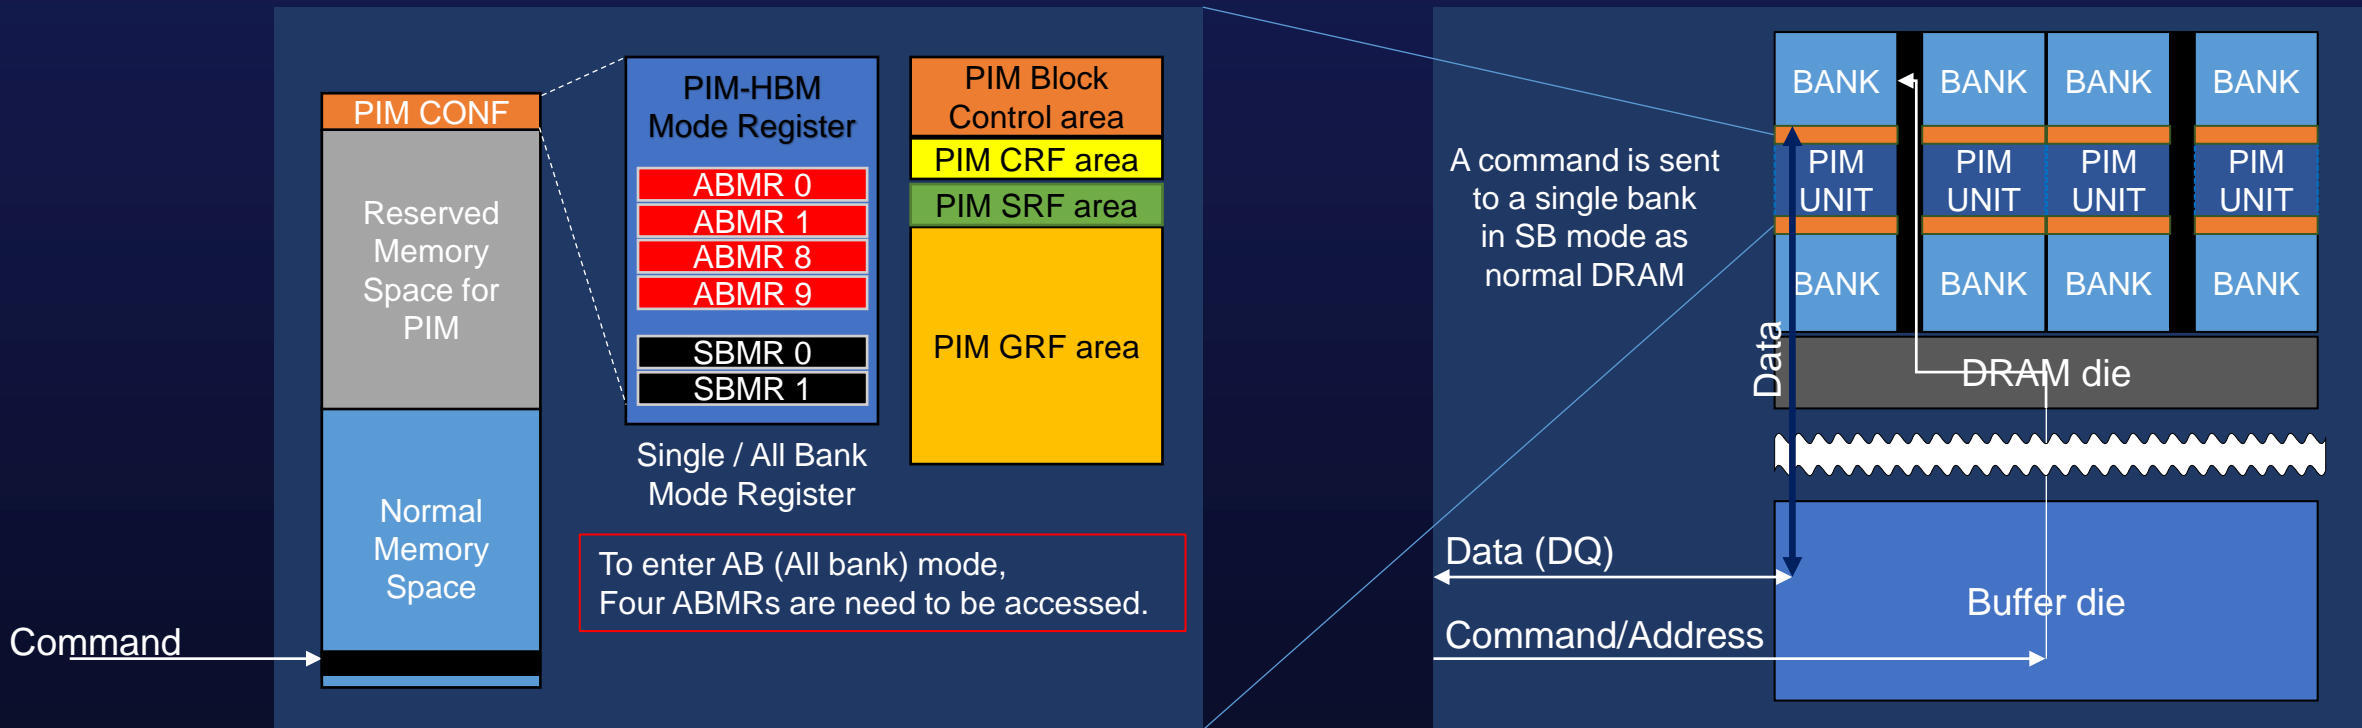 Command
PIM CONF
Reserved
Memory
Space for
PIM
Normal
Memory
Space
PIM-HBM
Mode Register
ABMR 0
ABMR 1
ABMR 8
ABMR 9
SBMR 0
SBMR 1
Single / All Bank
Mode Register
PIM Block
Control area
PIM CRF area
PIM SRF area
PIM GRF area
To enter AB (All bank) mode,
Four ABMRs are need to be accessed.
A command is sent
to a single bank
in SB mode as
normal DRAM
Data (DQ)
Command/Address
BANK BANK BANK BANK
PIM PIM PIM PIM
UNIT UNIT UNIT UNIT
BANK BANK BANK BANK
Data
DRAM die
Buffer die